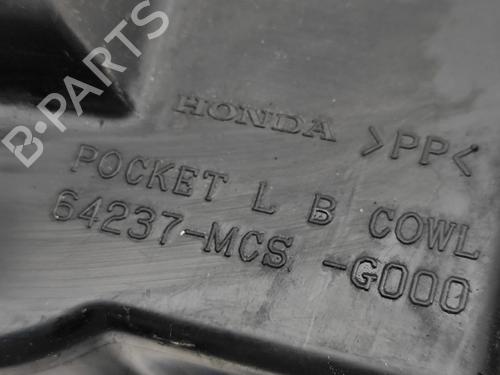 B-PARTS
HONDA >PP<
POCKET L B COWL
64237-MCS -G000